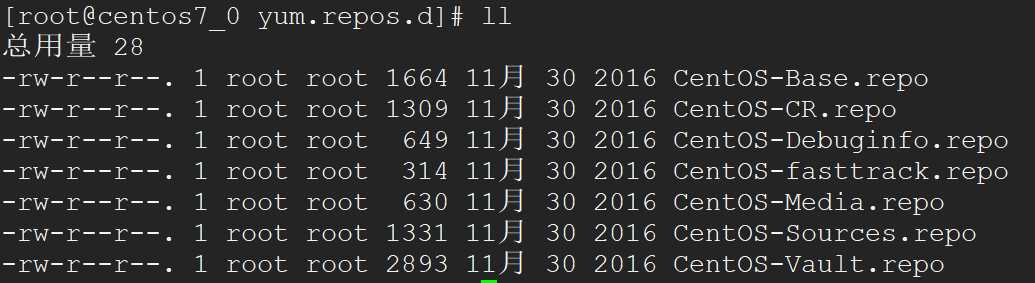 [root@centos7_0 yum.repos.d]# ll
总用量 28
-rw-r--r--. 1 root root 1664 11月 30 2016 CentOS-Base.repo
-rw-r--r--. 1 root root 1309 11月 30 2016 CentOS-CR.repo
-rw-r--r--. 1 root root  649 11月 30 2016 CentOS-Debuginfo.repo
-rw-r--r--. 1 root root  314 11月 30 2016 CentOS-fasttrack.repo
-rw-r--r--. 1 root root  630 11月 30 2016 CentOS-Media.repo
-rw-r--r--. 1 root root 1331 11月 30 2016 CentOS-Sources.repo
-rw-r--r--. 1 root root 2893 11月 30 2016 CentOS-Vault.repo